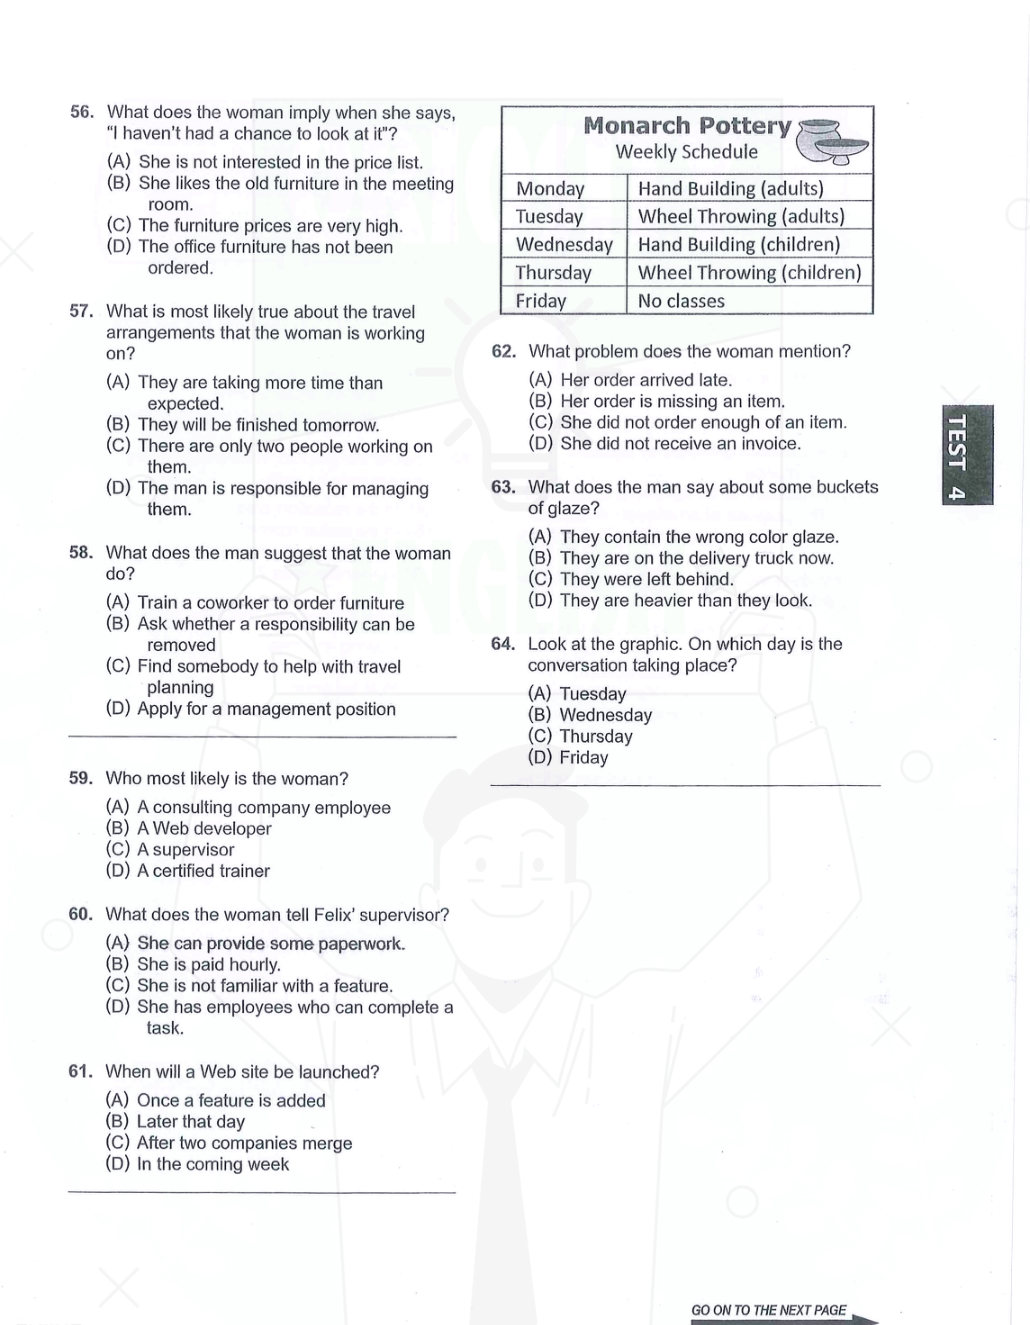 56. What does the woman imply when she says,
"I haven't had a chance to look at it"?
(A) She is not interested in the price list.
(B) She likes the old furniture in the meeting
room.
(C) The furniture prices are very high.
(D) The office furniture has not been
ordered.
57. What is most likely true about the travel
arrangements that the woman is working
on?
(A) They are taking more time than
expected.
(B) They will be finished tomorrow.
(C) There are only two people working on
them.
(D) The man is responsible for managing
them.
58. What does the man suggest that the woman
do?
(A) Train a coworker to order furniture
(B) Ask whether a responsibility can be
removed
(C) Find somebody to help with travel
planning
(D) Apply for a management position
59. Who most likely is the woman?
(A) A consulting company employee
(B) A Web developer
(C) A supervisor
(D) A certified trainer
60. What does the woman tell Felix' supervisor?
(A) She can provide some paperwork.
(B) She is paid hourly.
(C) She is not familiar with a feature.
(D) She has employees who can complete a
task.
61. When will a Web site be launched?
(A) Once a feature is added
(B) Later that day
(C) After two companies merge
(D) In the coming week
Monarch Pottery
Weekly Schedule
Monday Hand Building (adults)
Tuesday Wheel Throwing (adults)
Wednesday Hand Building (children)
Thursday Wheel Throwing (children)
Friday No classes
62. What problem does the woman mention?
(A) Her order arrived late.
(B) Her order is missing an item.
(C) She did not order enough of an item.
(D) She did not receive an invoice.
63. What does the man say about some buckets
of glaze?
(A) They contain the wrong color glaze.
(B) They are on the delivery truck now.
(C) They were left behind.
(D) They are heavier than they look.
64. Look at the graphic. On which day is the
conversation taking place?
(A) Tuesday
(B) Wednesday
(C) Thursday
(D) Friday
TEST 4
GO ON TO THE NEXT PAGE